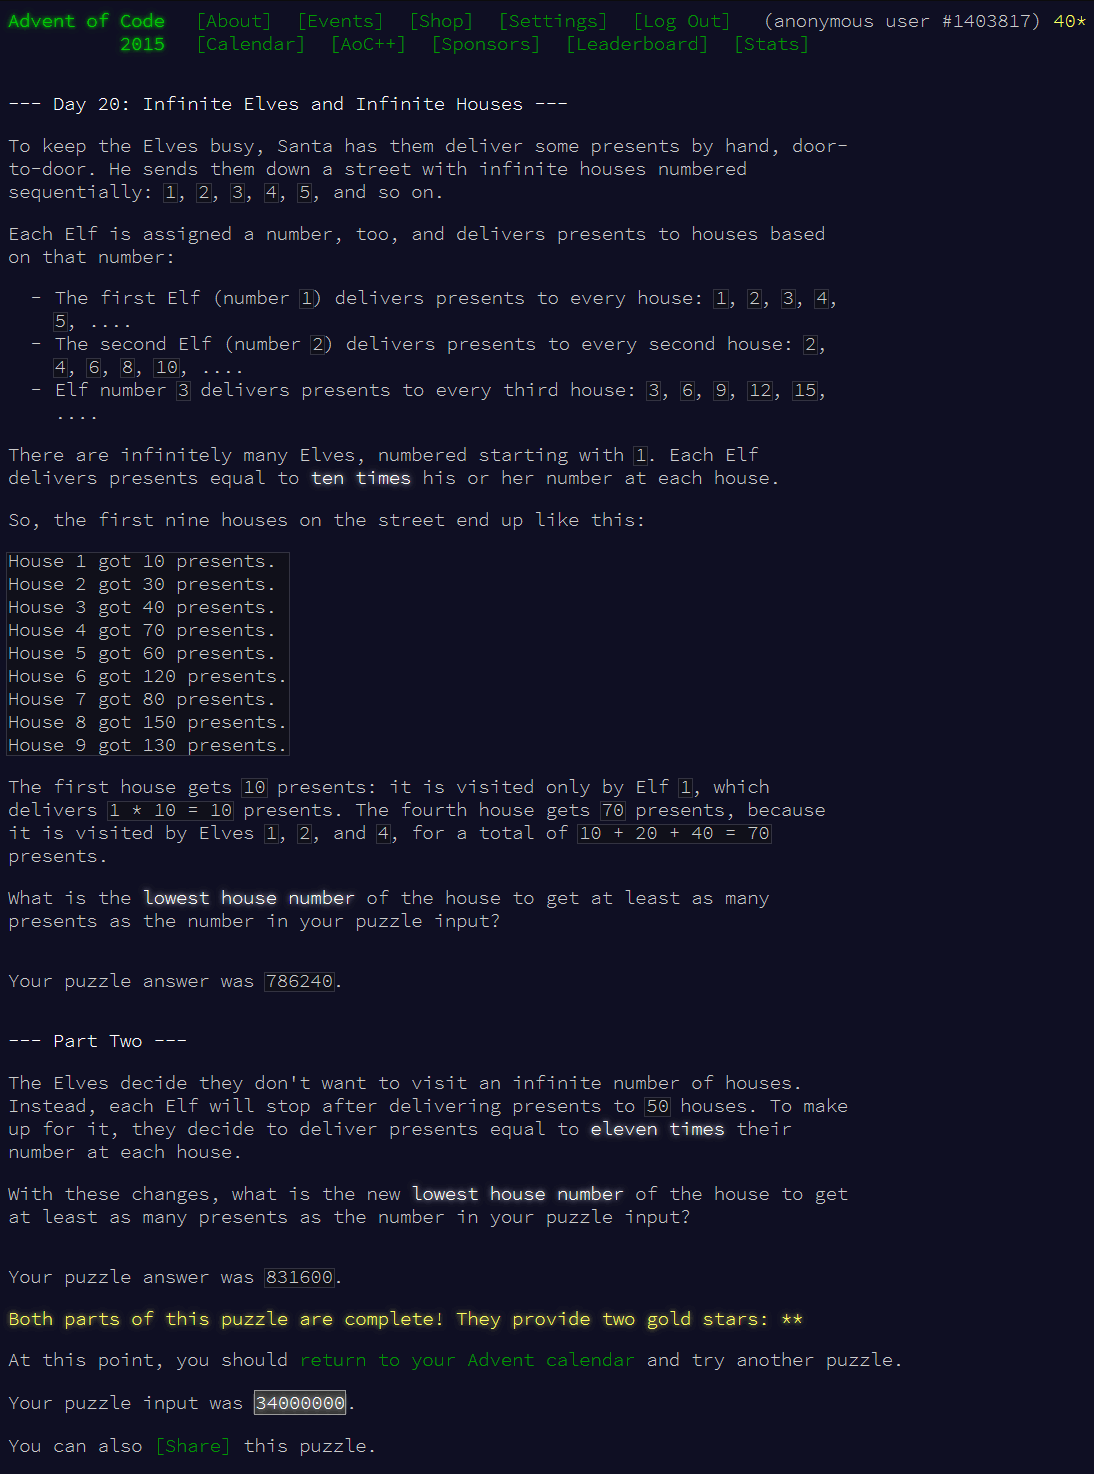 Advent of Code [About] [Events] [Shop] [Settings] [Log Out] (anonymous user #1403817) 40*
2015 [Calendar] [AoC++] [Sponsors] [Leaderboard] [Stats]
--- Day 20: Infinite Elves and Infinite Houses ---
To keep the Elves busy, Santa has them deliver some presents by hand, door-
to-door. He sends them down a street with infinite houses numbered
sequentially: 1, 2, 3, 4, 5, and so on.
Each Elf is assigned a number, too, and delivers presents to houses based
on that number:
- The first Elf (number 1) delivers presents to every house: 1, 2, 3, 4,
5, ....
- The second Elf (number 2) delivers presents to every second house: 2,
4, 6, 8, 10, ....
- Elf number 3 delivers presents to every third house: 3, 6, 9, 12, 15,
....
There are infinitely many Elves, numbered starting with 1. Each Elf
delivers presents equal to ten times his or her number at each house.
So, the first nine houses on the street end up like this:
House 1 got 10 presents.
House 2 got 30 presents.
House 3 got 40 presents.
House 4 got 70 presents.
House 5 got 60 presents.
House 6 got 120 presents.
House 7 got 80 presents.
House 8 got 150 presents.
House 9 got 130 presents.
The first house gets 10 presents: it is visited only by Elf 1, which
delivers 1 * 10 = 10 presents. The fourth house gets 70 presents, because
it is visited by Elves 1, 2, and 4, for a total of 10 + 20 + 40 = 70
presents.
What is the lowest house number of the house to get at least as many
presents as the number in your puzzle input?
Your puzzle answer was 786240.
--- Part Two ---
The Elves decide they don't want to visit an infinite number of houses.
Instead, each Elf will stop after delivering presents to 50 houses. To make
up for it, they decide to deliver presents equal to eleven times their
number at each house.
With these changes, what is the new lowest house number of the house to get
at least as many presents as the number in your puzzle input?
Your puzzle answer was 831600.
Both parts of this puzzle are complete! They provide two gold stars: **
At this point, you should return to your Advent calendar and try another puzzle.
Your puzzle input was 34000000.
You can also [Share] this puzzle.